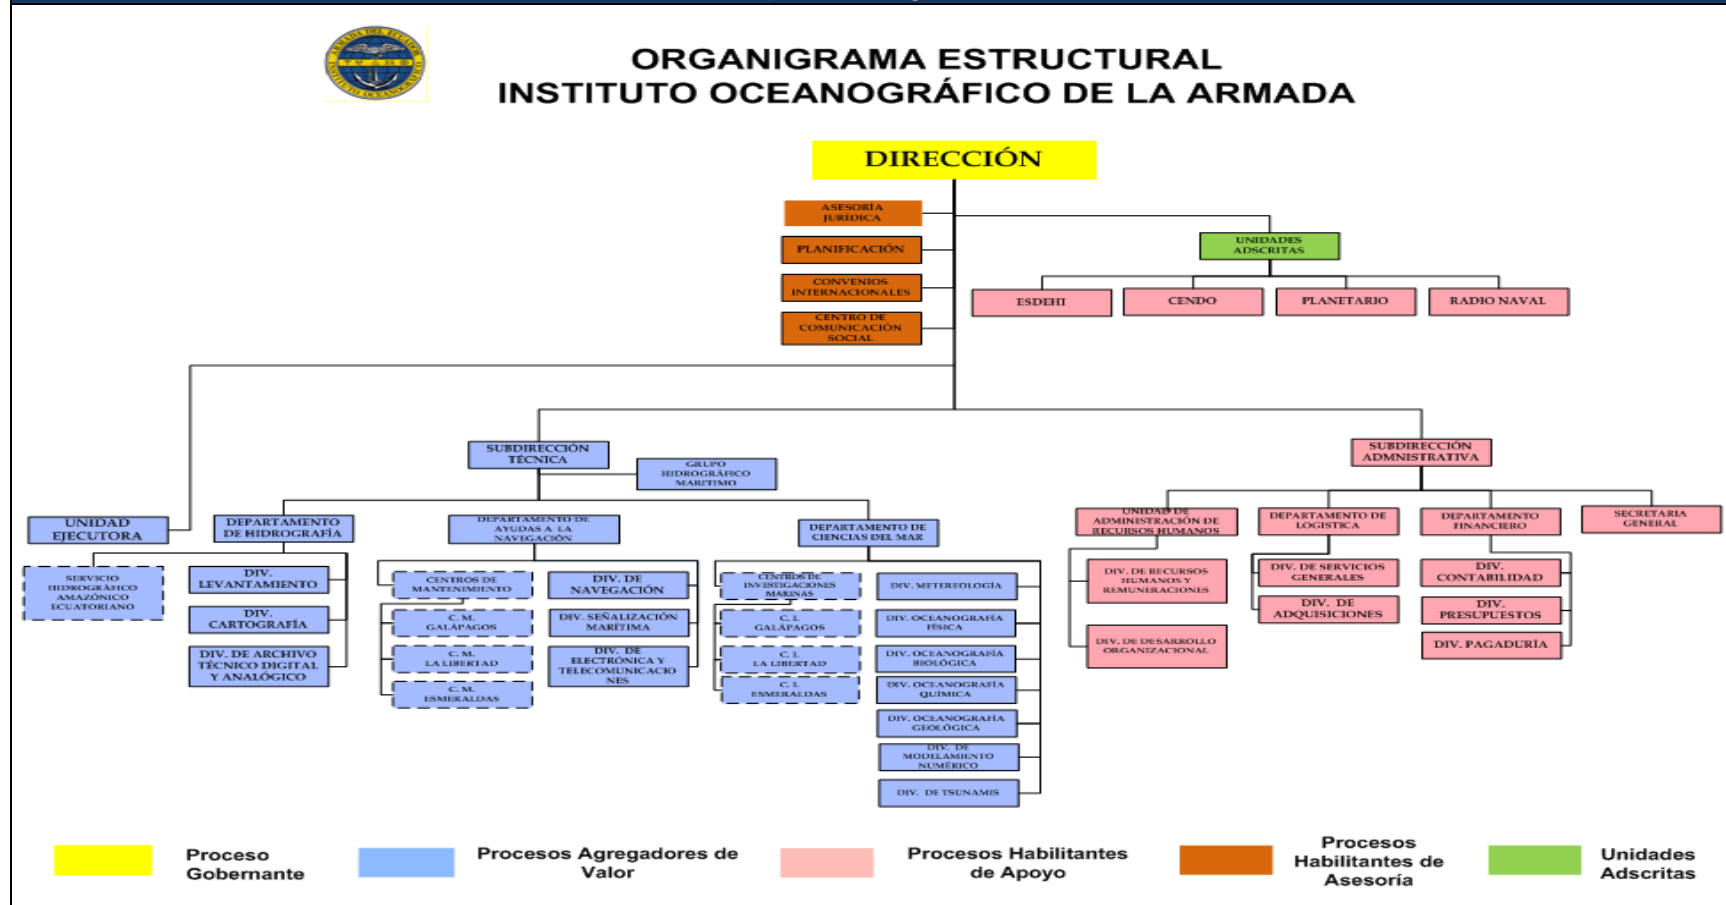 ARMADA DEL ECUADOR
INSTITUTO OCEANOGRÁFICO
ORGANIGRAMA ESTRUCTURAL
INSTITUTO OCEANOGRÁFICO DE LA ARMADA
DIRECCIÓN
ASESORÍA
JURÍDICA
PLANIFICACIÓN
CONVENIOS
INTERNACIONALES
CENTRO DE
COMUNICACIÓN
SOCIAL
UNIDADES
ADSCRITAS
ESDEHI
CENDO
PLANETARIO
RADIO NAVAL
SUBDIRECCIÓN
TÉCNICA
GRUPO
HIDROGRÁFICO
MARITIMO
SUBDIRECCIÓN
ADMNISTRATIVA
UNIDAD
EJECUTORA
SERVICIO
HIDROGRÁFICO
AMAZÓNICO
ECUATORIANO
DEPARTAMENTO
DE HIDROGRAFÍA
DIV.
LEVANTAMIENTO
DIV.
CARTOGRAFÍA
DIV. DE ARCHIVO
TÉCNICO DIGITAL
Y ANALÓGICO
DEPARTAMENTO DE
AYUDAS A LA
NAVEGACIÓN
CENTROS DE
MANTENIMIENTO
C. M.
GALÁPAGOS
C. M.
LA LIBERTAD
C. M.
ESMERALDAS
DIV. DE
NAVEGACIÓN
DIV. SEÑALIZACIÓN
MARÍTIMA
DIV. DE
ELECTRÓNICA Y
TELECOMUNICACIO
NES
DEPARTAMENTO DE
CIENCIAS DEL MAR
CENTROS DE
INVESTIGACIONES
MARINAS
C. I.
GALÁPAGOS
C. I.
LA LIBERTAD
C. I.
ESMERALDAS
DIV. METEREOLOGÍA
DIV. OCEANOGRAFÍA
FÍSICA
DIV. OCEANOGRAFÍA
BIOLÓGICA
DIV. OCEANOGRAFÍA
QUÍMICA
DIV. OCEANOGRAFÍA
GEOLÓGICA
DIV. DE
MODELAMIENTO
NUMÉRICO
DIV. DE TSUNAMIS
UNIDAD DE
ADMINISTRACIÓN DE
RECURSOS HUMANOS
DIV. DE RECURSOS
HUMANOS Y
REMUNERACIONES
DIV. DE DESARROLLO
ORGANIZACIONAL
DEPARTAMENTO DE
LOGISTICA
DIV. DE SERVICIOS
GENERALES
DIV. DE
ADQUISICIONES
DEPARTAMENTO
FINANCIERO
DIV.
CONTABILIDAD
DIV.
PRESUPUESTOS
DIV. PAGADURÍA
SECRETARIA
GENERAL
Proceso
Gobernante
Procesos Agregadores de
Valor
Procesos Habilitantes
de Apoyo
Procesos
Habilitantes de
Asesoría
Unidades
Adscritas